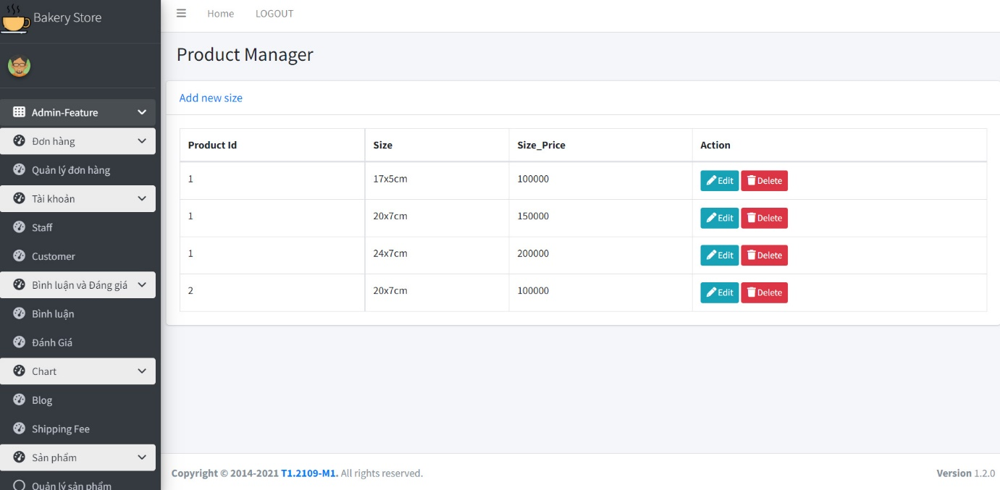 Bakery Store
Home LOGOUT
Product Manager
Add new size
Admin-Feature
Đơn hàng
Quản lý đơn hàng
Tài khoản
Staff
Customer
Bình luận và Đáng giá
Bình luận
Đánh Giá
Chart
Blog
Shipping Fee
Sản phẩm
Quản lý sản phẩm
Product Id Size Size_Price Action
1 17x5cm 100000 Edit Delete
1 20x7cm 150000 Edit Delete
1 24x7cm 200000 Edit Delete
2 20x7cm 100000 Edit Delete
Copyright © 2014-2021 T1.2109-M1. All rights reserved. Version 1.2.0